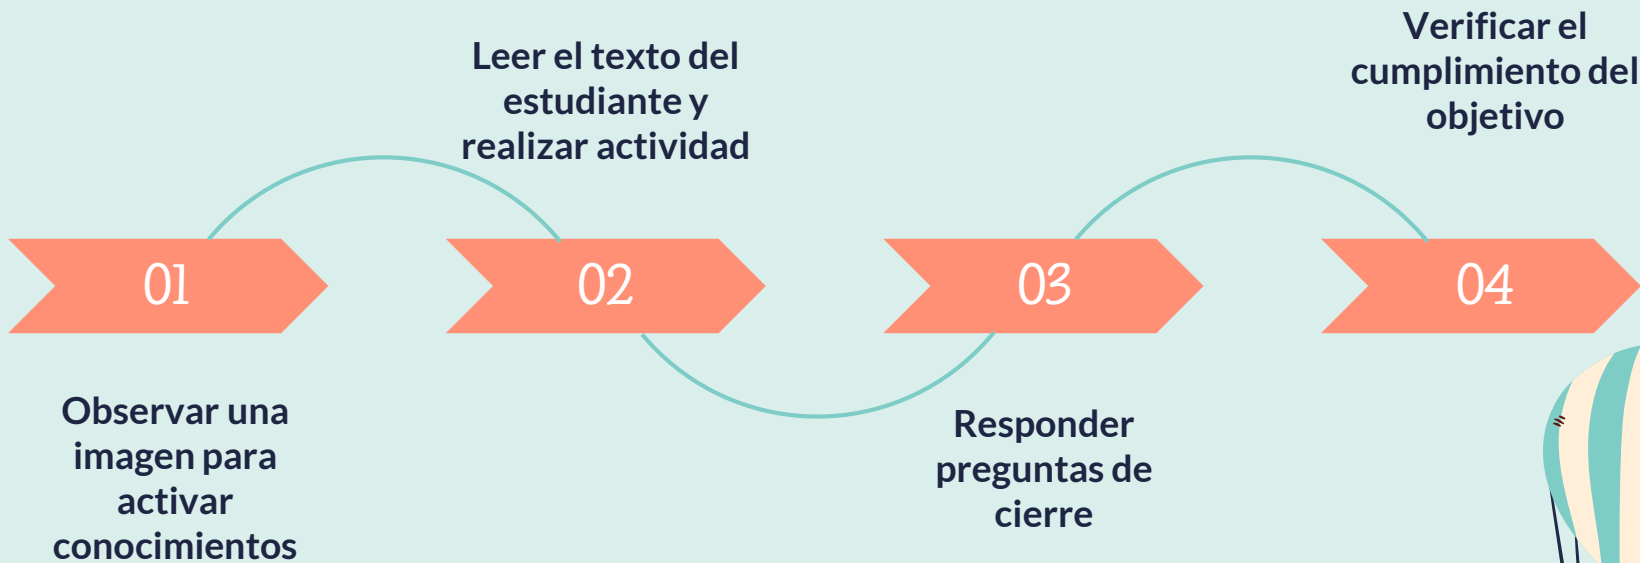 01
Observar una
imagen para
activar
conocimientos
02
Leer el texto del
estudiante y
realizar actividad
03
Responder
preguntas de
cierre
04
Verificar el
cumplimiento del
objetivo